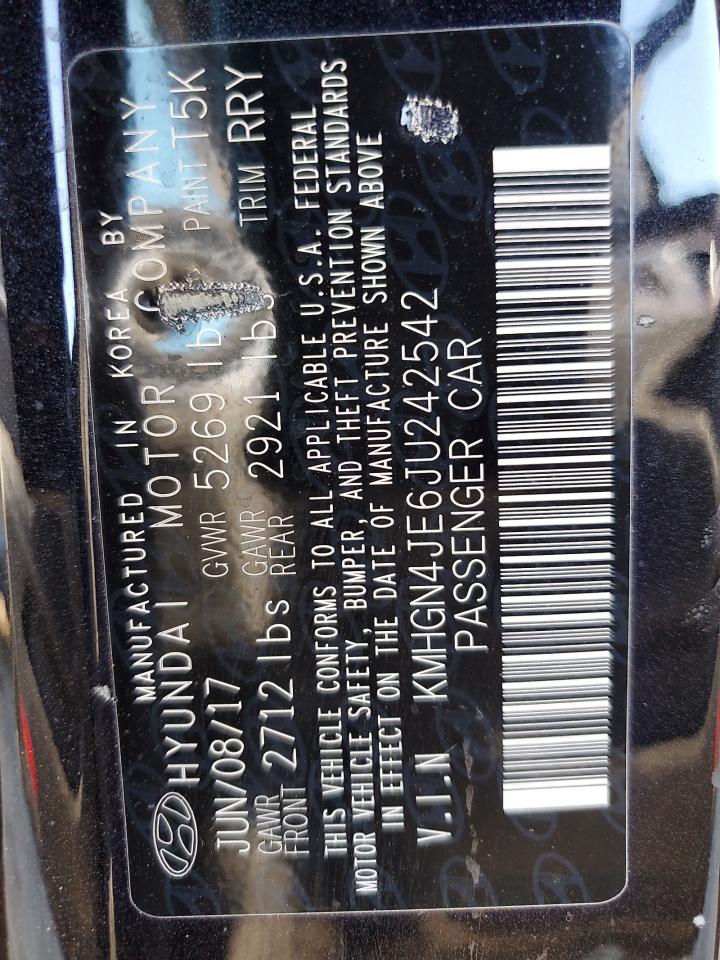 MANUFACTURED IN KOREA BY
HYUNDAI MOTOR COMPANY
JUN/08/17 GVWR 5269 lbs PAINT T5K
GAWR FRONT 2712 lbs GAWR REAR 2921 lbs TRIM RRY
THIS VEHICLE CONFORMS TO ALL APPLICABLE U.S.A. FEDERAL
MOTOR VEHICLE SAFETY, BUMPER, AND THEFT PREVENTION STANDARDS
IN EFFECT ON THE DATE OF MANUFACTURE SHOWN ABOVE
V.I.N KMHGN4JE6JU242542
PASSENGER CAR